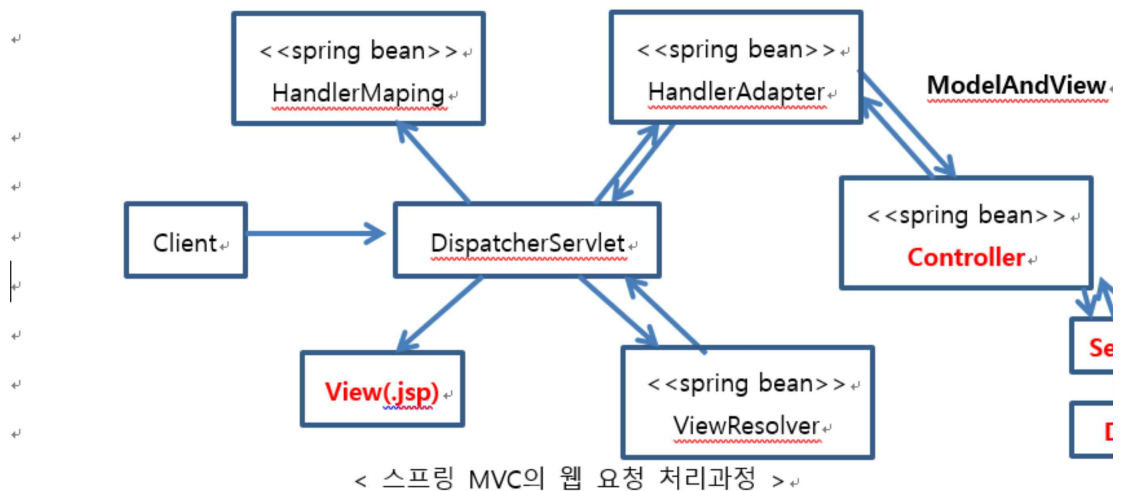 <<spring bean>>
HandlerMaping
<<spring bean>>
HandlerAdapter
ModelAndView
Client
DispatcherServlet
<<spring bean>>
Controller
View(.jsp)
<<spring bean>>
ViewResolver
Se
< 스프링 MVC의 웹 요청 처리과정 >